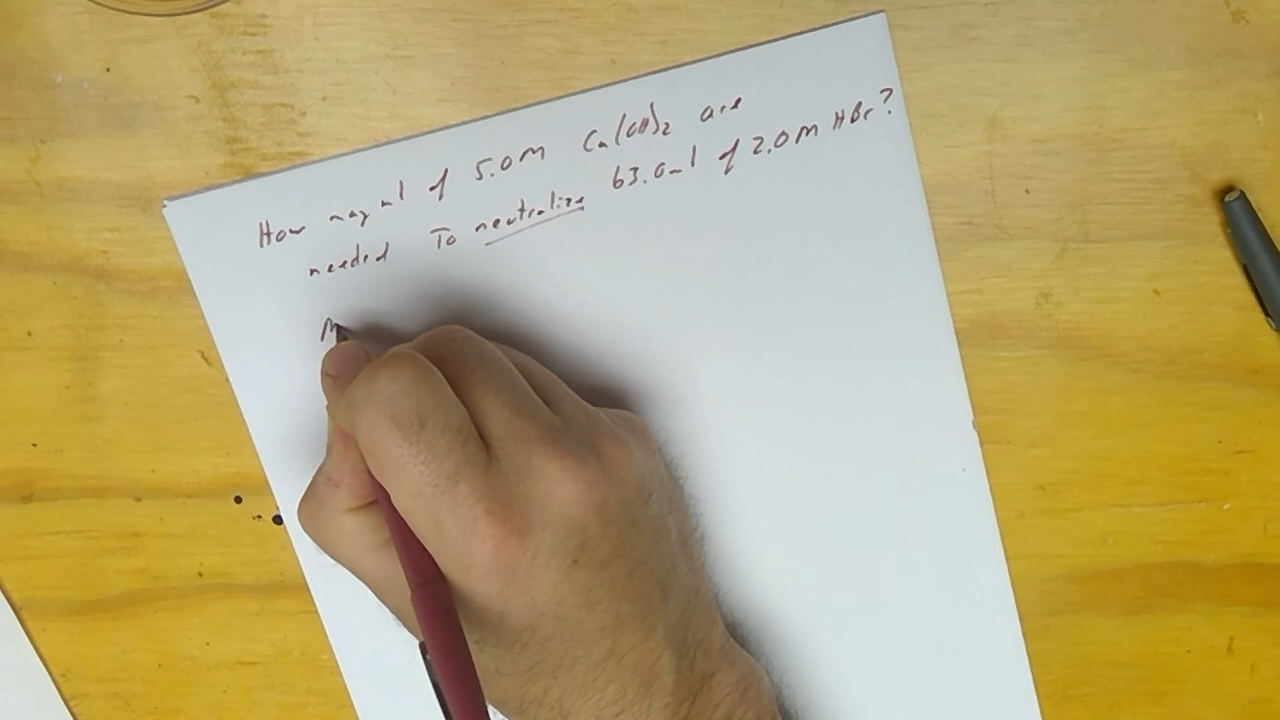 How many ml of 5.0M Ca(OH)2 are
needed To neutralize 63.0ml of 2.0M HBr?
M